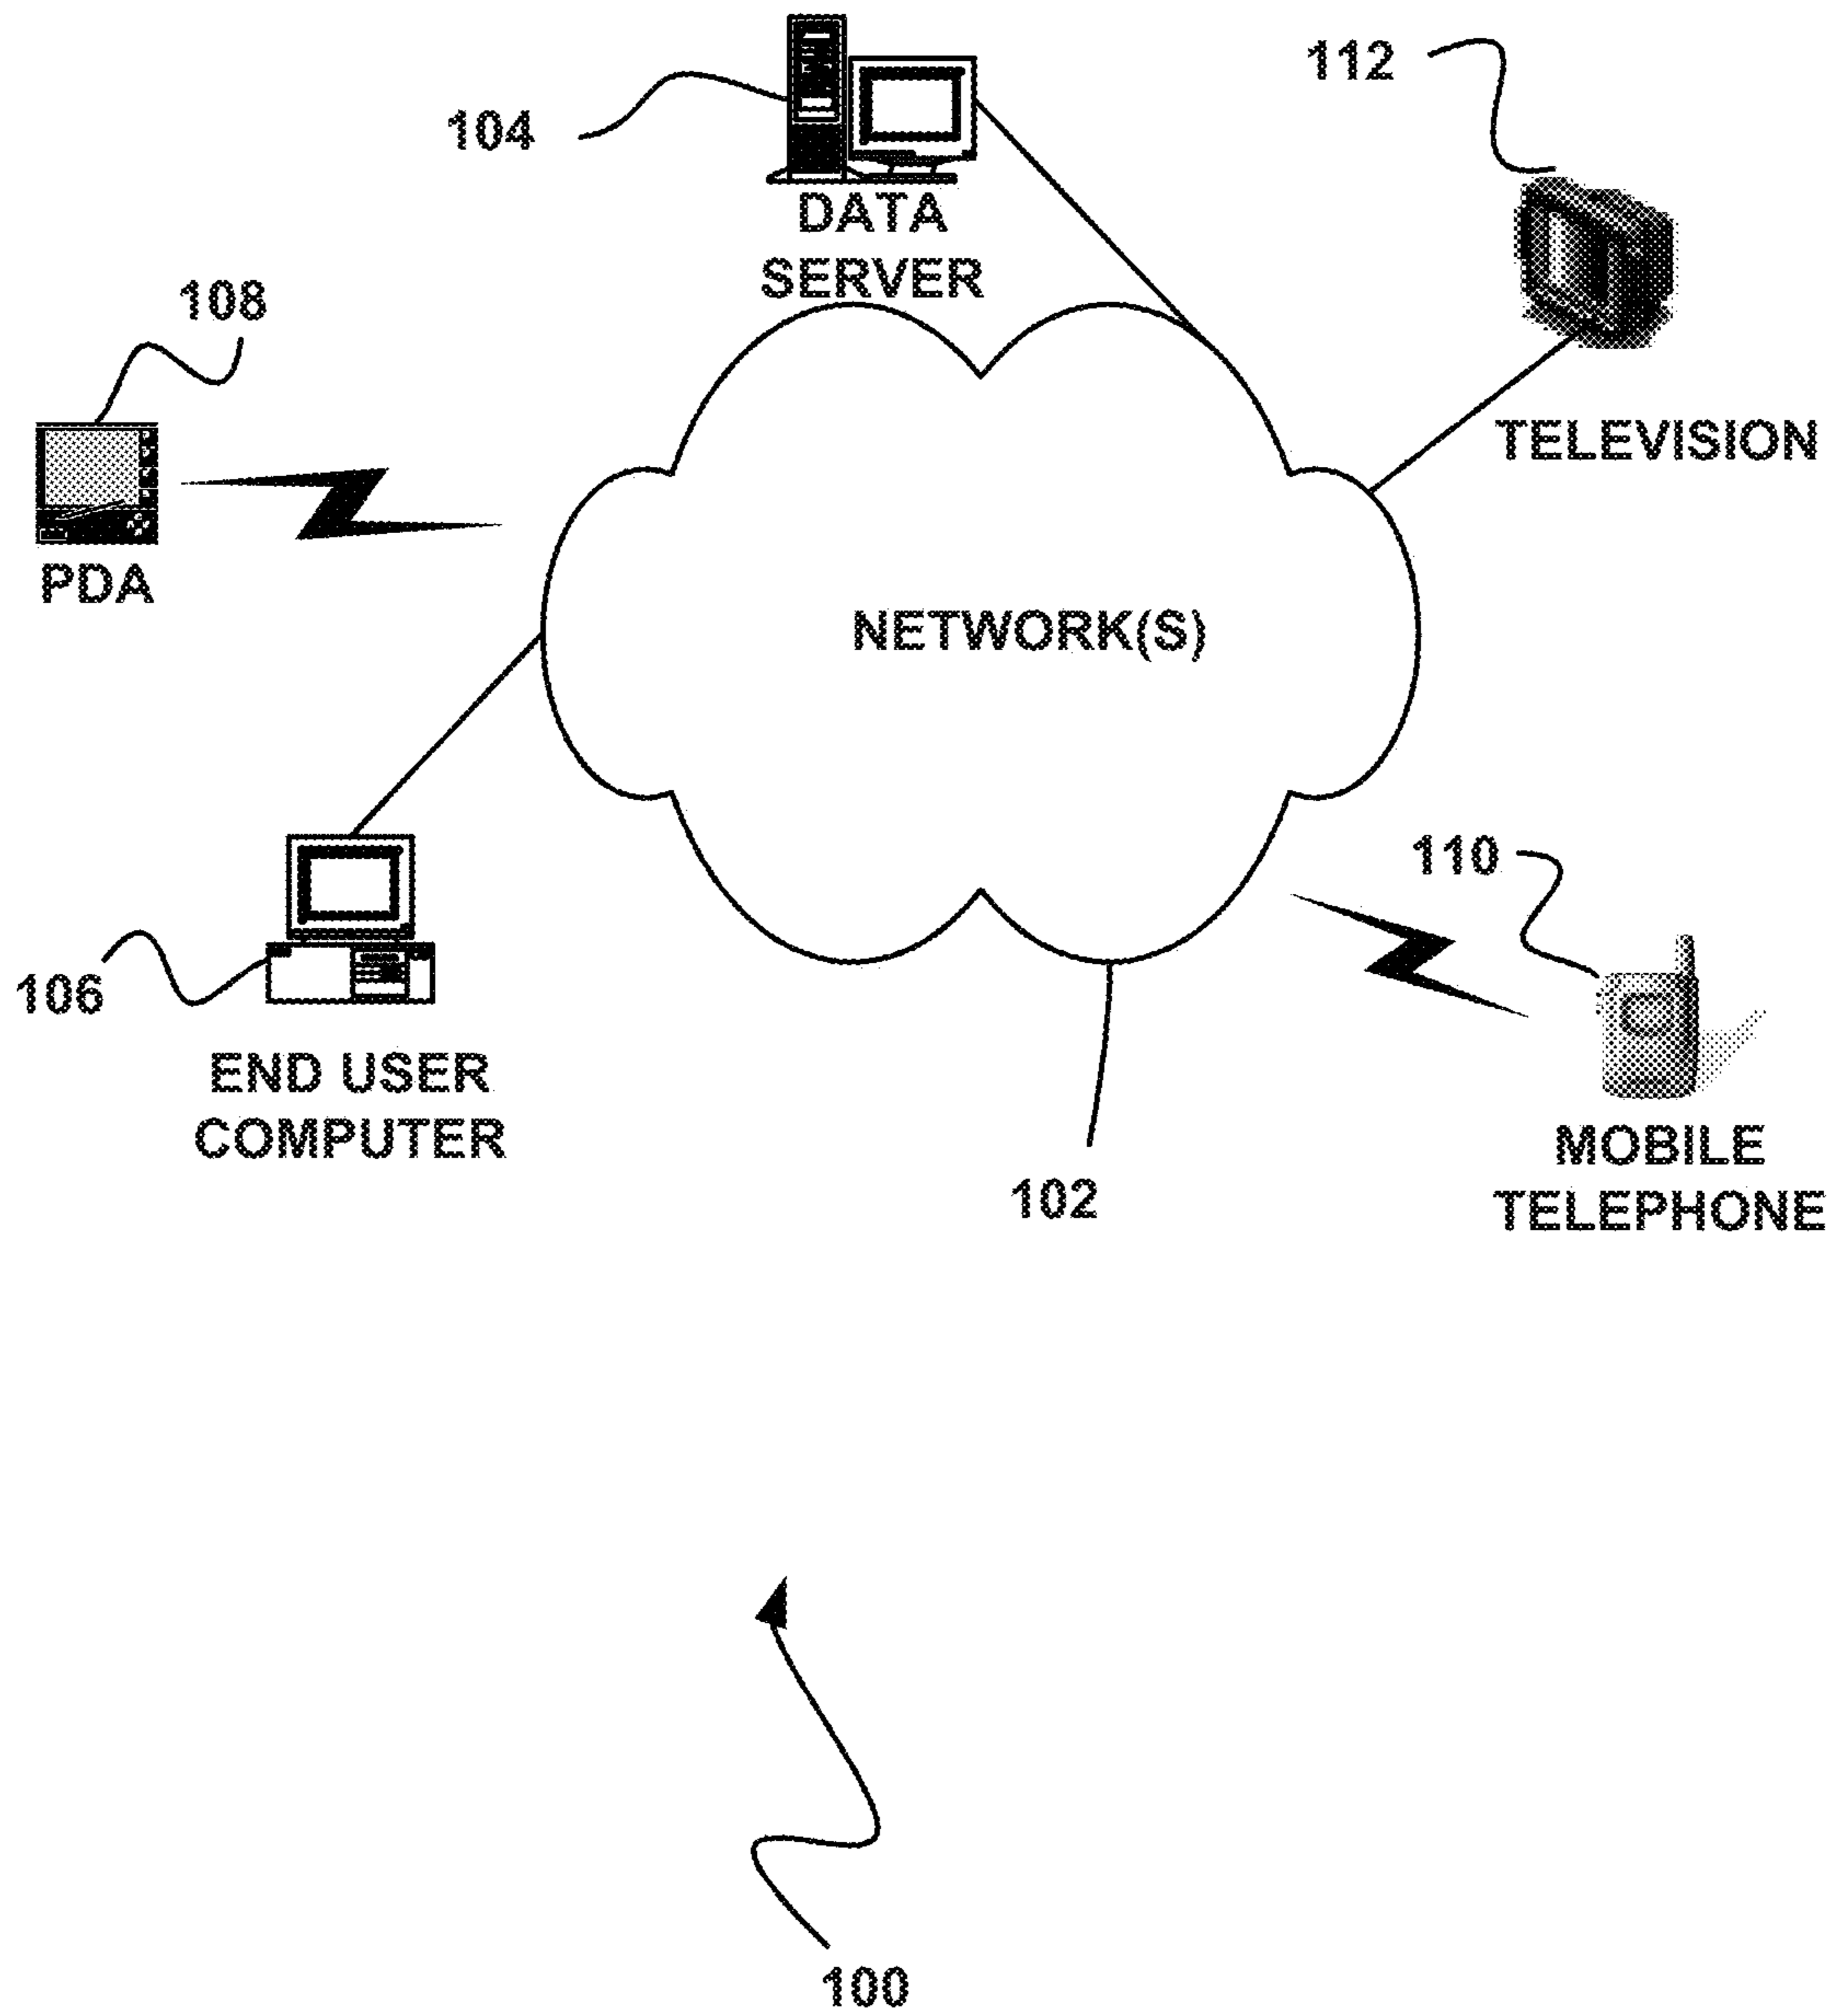 112
104
DATA
SERVER
108
TELEVISION
PDA
NETWORK(S)
110
106
END USER
COMPUTER
MOBILE
TELEPHONE
102
100